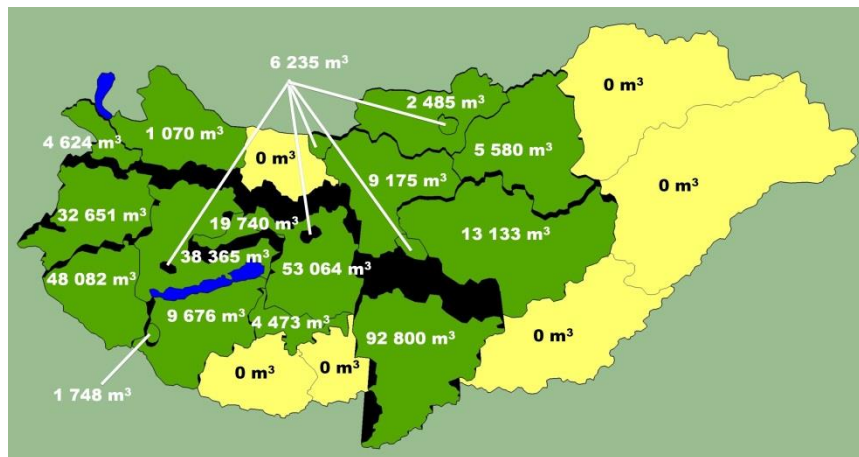 6 235 m³
0 m³
2 485 m³
1 070 m³
4 624 m³
0 m³
5 580 m³
9 175 m³
0 m³
32 651 m³
19 740 m³
13 133 m³
38 365 m³
53 064 m³
48 082 m³
9 676 m³
4 473 m³
92 800 m³
0 m³
0 m³
0 m³
1 748 m³